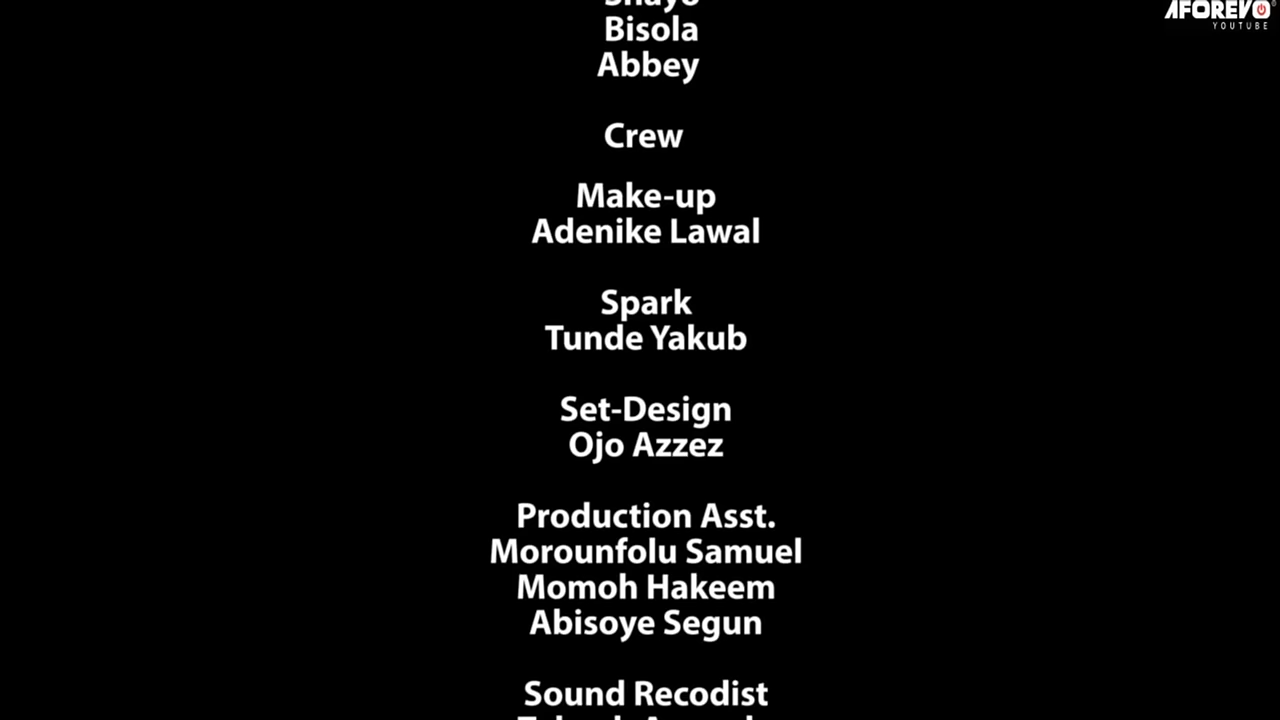 AFOREVO
YOUTUBE
Bisola
Abbey
Crew
Make-up
Adenike Lawal
Spark
Tunde Yakub
Set-Design
Ojo Azzez
Production Asst.
Morounfolu Samuel
Momoh Hakeem
Abisoye Segun
Sound Recodist